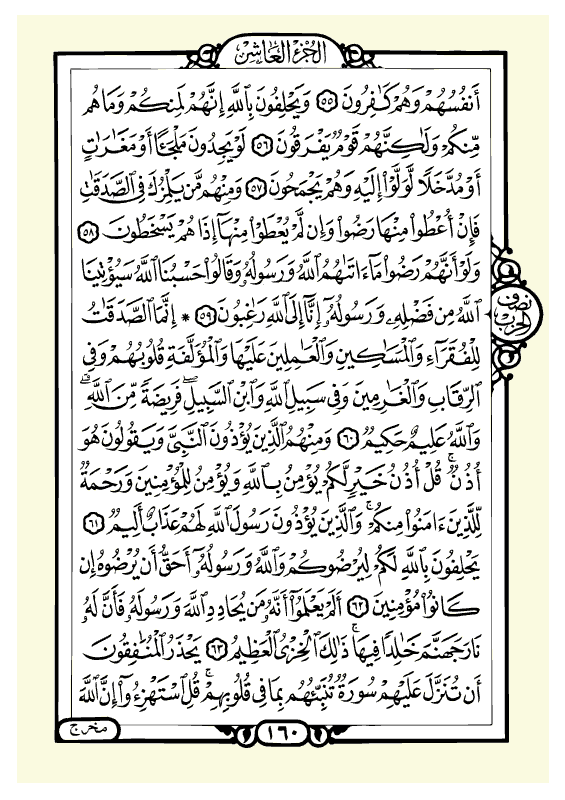 الجزء العاشر
أَنفُسُهُمْ وَهُمْ كَٰفِرُونَ ٥٥ وَيَحْلِفُونَ بِٱللَّهِ إِنَّهُمْ لَمِنكُمْ وَمَا هُم
مِّنكُمْ وَلَٰكِنَّهُمْ قَوْمٌ يَفْرَقُونَ ٥٦ لَوْ يَجِدُونَ مَلْجَـًٔا أَوْ مَغَٰرَٰتٍ
أَوْ مُدَّخَلًا لَّوَلَّوْا۟ إِلَيْهِ وَهُمْ يَجْمَحُونَ ٥٧ وَمِنْهُم مَّن يَلْمِزُكَ فِى ٱلصَّدَقَٰتِ
فَإِنْ أُعْطُوا۟ مِنْهَا رَضُوا۟ وَإِن لَّمْ يُعْطَوْا۟ مِنْهَآ إِذَا هُمْ يَسْخَطُونَ ٥٨
وَلَوْ أَنَّهُمْ رَضُوا۟ مَآ ءَاتَىٰهُمُ ٱللَّهُ وَرَسُولُهُۥ وَقَالُوا۟ حَسْبُنَا ٱللَّهُ سَيُؤْتِينَا
ٱللَّهُ مِن فَضْلِهِۦ وَرَسُولُهُۥٓ إِنَّآ إِلَى ٱللَّهِ رَٰغِبُونَ ٥٩ * إِنَّمَا ٱلصَّدَقَٰتُ
نصف الحزب
لِلْفُقَرَآءِ وَٱلْمَسَٰكِينِ وَٱلْعَٰمِلِينَ عَلَيْهَا وَٱلْمُؤَلَّفَةِ قُلُوبُهُمْ وَفِى
ٱلرِّقَابِ وَٱلْغَٰرِمِينَ وَفِى سَبِيلِ ٱللَّهِ وَٱبْنِ ٱلسَّبِيلِ ۖ فَرِيضَةً مِّنَ ٱللَّهِ ۗ
وَٱللَّهُ عَلِيمٌ حَكِيمٌ ٦٠ وَمِنْهُمُ ٱلَّذِينَ يُؤْذُونَ ٱلنَّبِىَّ وَيَقُولُونَ هُوَ
أُذُنٌ ۚ قُلْ أُذُنُ خَيْرٍ لَّكُمْ يُؤْمِنُ بِٱللَّهِ وَيُؤْمِنُ لِلْمُؤْمِنِينَ وَرَحْمَةٌ
لِّلَّذِينَ ءَامَنُوا۟ مِنكُمْ ۚ وَٱلَّذِينَ يُؤْذُونَ رَسُولَ ٱللَّهِ لَهُمْ عَذَابٌ أَلِيمٌ ٦١
يَحْلِفُونَ بِٱللَّهِ لَكُمْ لِيُرْضُوكُمْ وَٱللَّهُ وَرَسُولُهُۥٓ أَحَقُّ أَن يُرْضُوهُ إِن
كَانُوا۟ مُؤْمِنِينَ ٦٢ أَلَمْ يَعْلَمُوٓا۟ أَنَّهُۥ مَن يُحَادِدِ ٱللَّهَ وَرَسُولَهُۥ فَأَنَّ لَهُۥ
نَارَ جَهَنَّمَ خَٰلِدًا فِيهَا ۚ ذَٰلِكَ ٱلْخِزْىُ ٱلْعَظِيمُ ٦٣ يَحْذَرُ ٱلْمُنَٰفِقُونَ
أَن تُنَزَّلَ عَلَيْهِمْ سُورَةٌ تُنَبِّئُهُم بِمَا فِى قُلُوبِهِمْ ۚ قُلِ ٱسْتَهْزِءُوٓا۟ إِنَّ ٱللَّهَ
مخرج
١٦٠